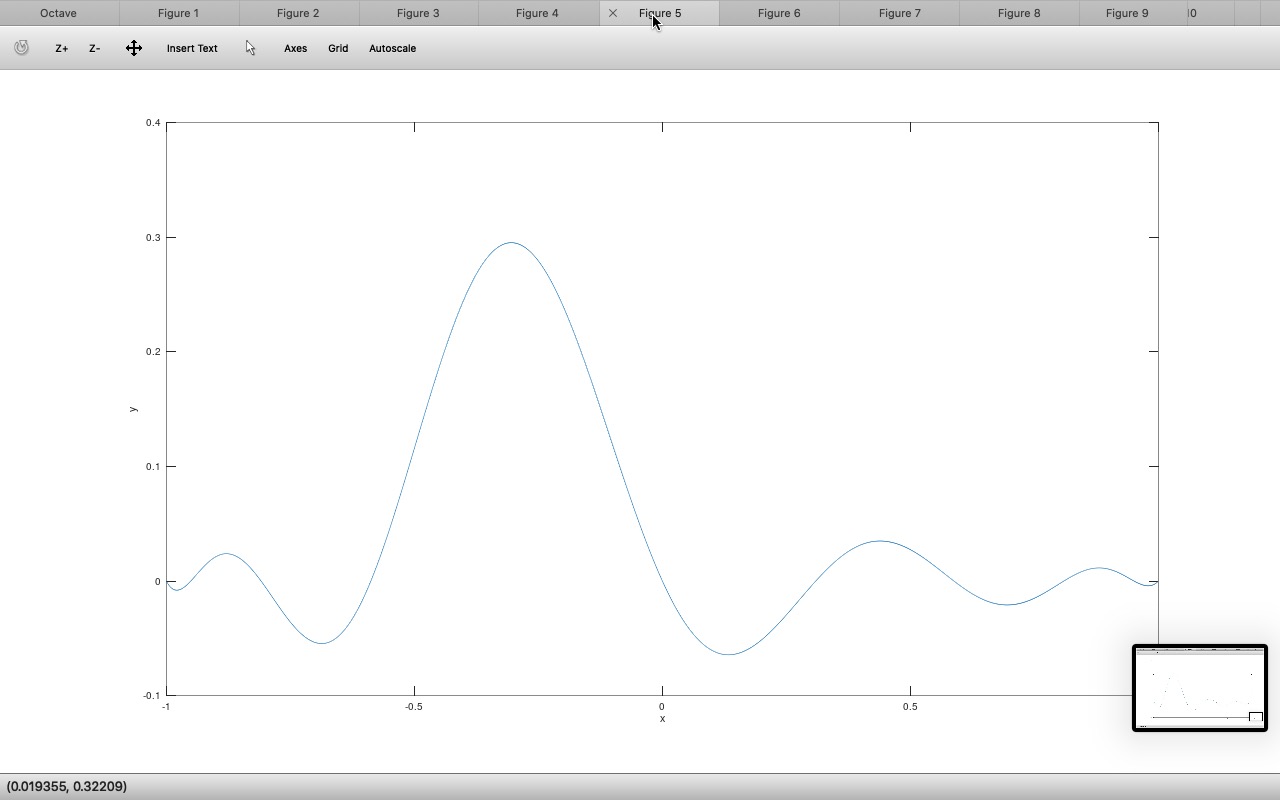 Octave Figure 1 Figure 2 Figure 3 Figure 4 Figure 5 Figure 6 Figure 7 Figure 8 Figure 9
Z+ Z- Insert Text Axes Grid Autoscale
0.4
0.3
0.2
y
0.1
0
-0.1
-1 -0.5 0 0.5
x
(0.019355, 0.32209)